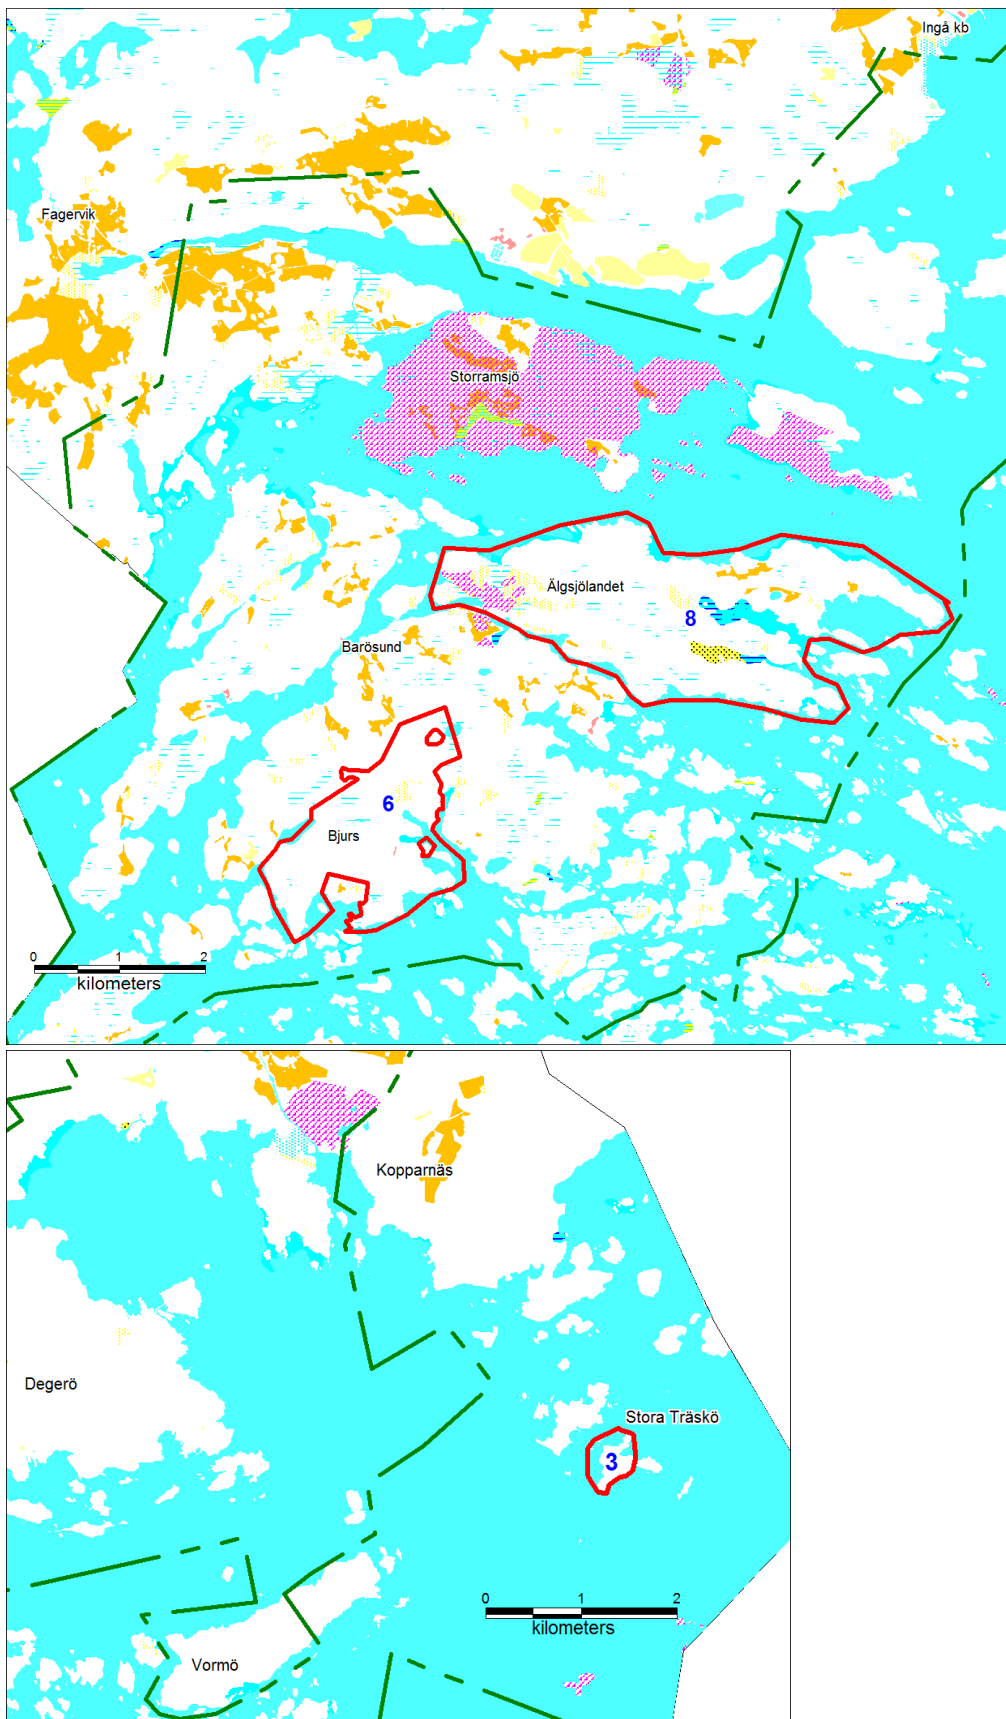 Ingå kb
Fagervik
Storramsjö
Älgsjölandet
8
Barösund
6
Bjurs
0 1 2
kilometers
Kopparnäs
Degerö
Stora Träskö
3
0 1 2
kilometers
Vormö